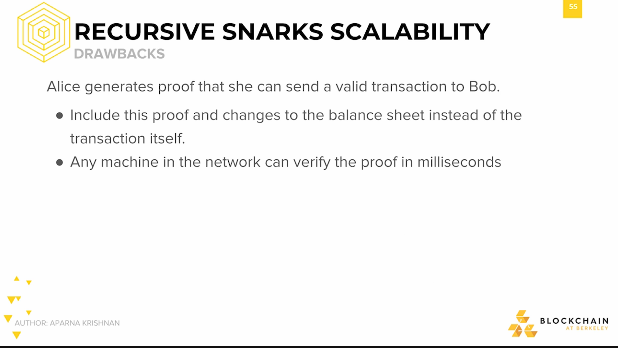 55
RECURSIVE SNARKS SCALABILITY
DRAWBACKS
Alice generates proof that she can send a valid transaction to Bob.
● Include this proof and changes to the balance sheet instead of the
transaction itself.
● Any machine in the network can verify the proof in milliseconds
AUTHOR: APARNA KRISHNAN
BLOCKCHAIN
AT BERKELEY